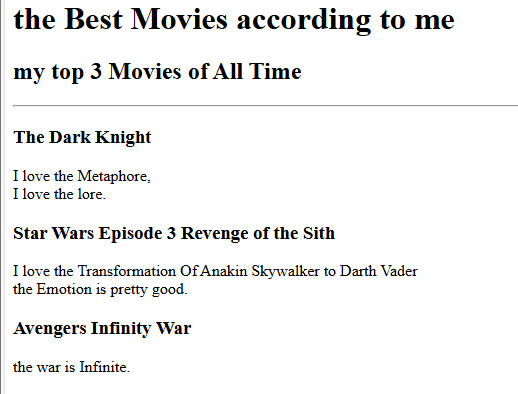 the Best Movies according to me
my top 3 Movies of All Time
The Dark Knight
I love the Metaphore,
I love the lore.
Star Wars Episode 3 Revenge of the Sith
I love the Transformation Of Anakin Skywalker to Darth Vader
the Emotion is pretty good.
Avengers Infinity War
the war is Infinite.